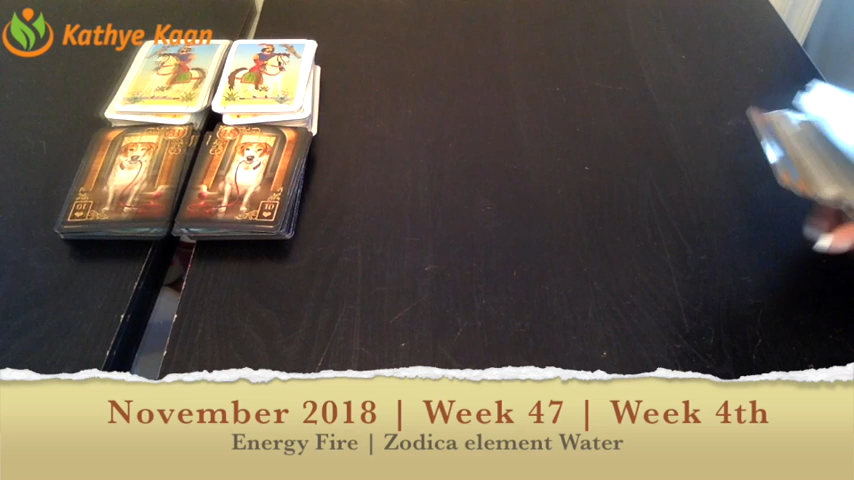 Kathye Kaan
November 2018 | Week 47 | Week 4th
Energy Fire | Zodica element Water